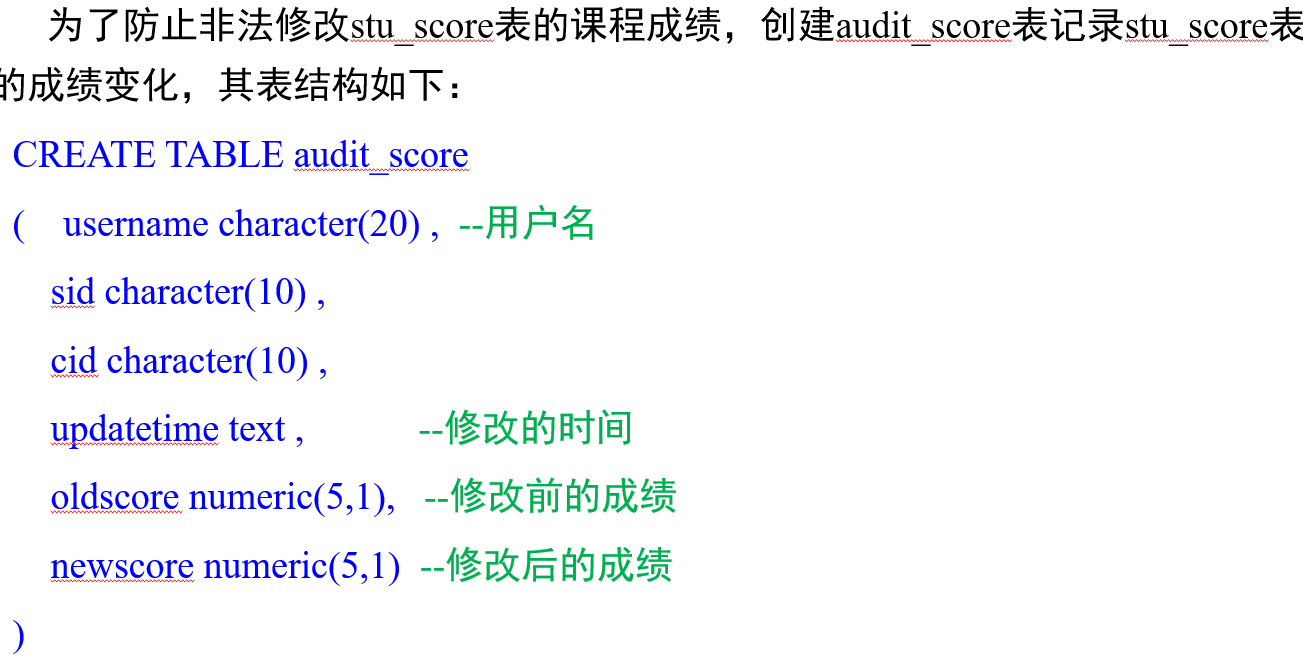 为了防止非法修改stu_score表的课程成绩，创建audit_score表记录stu_score表
的成绩变化，其表结构如下：
CREATE TABLE audit_score
( username character(20) , --用户名
sid character(10) ,
cid character(10) ,
updatetime text , --修改的时间
oldscore numeric(5,1), --修改前的成绩
newscore numeric(5,1) --修改后的成绩
)